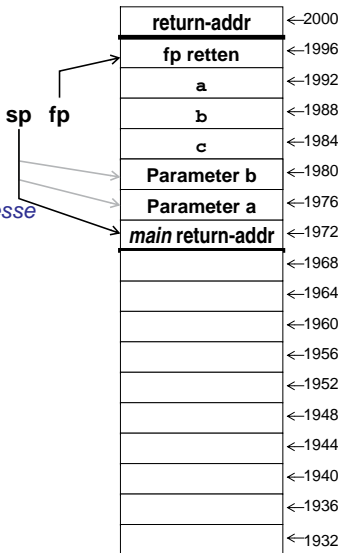 return-addr ←2000
fp retten ←1996
a ←1992
sp fp b ←1988
c ←1984
Parameter b ←1980
esse Parameter a ←1976
main return-addr ←1972
←1968
←1964
←1960
←1956
←1952
←1948
←1944
←1940
←1936
←1932